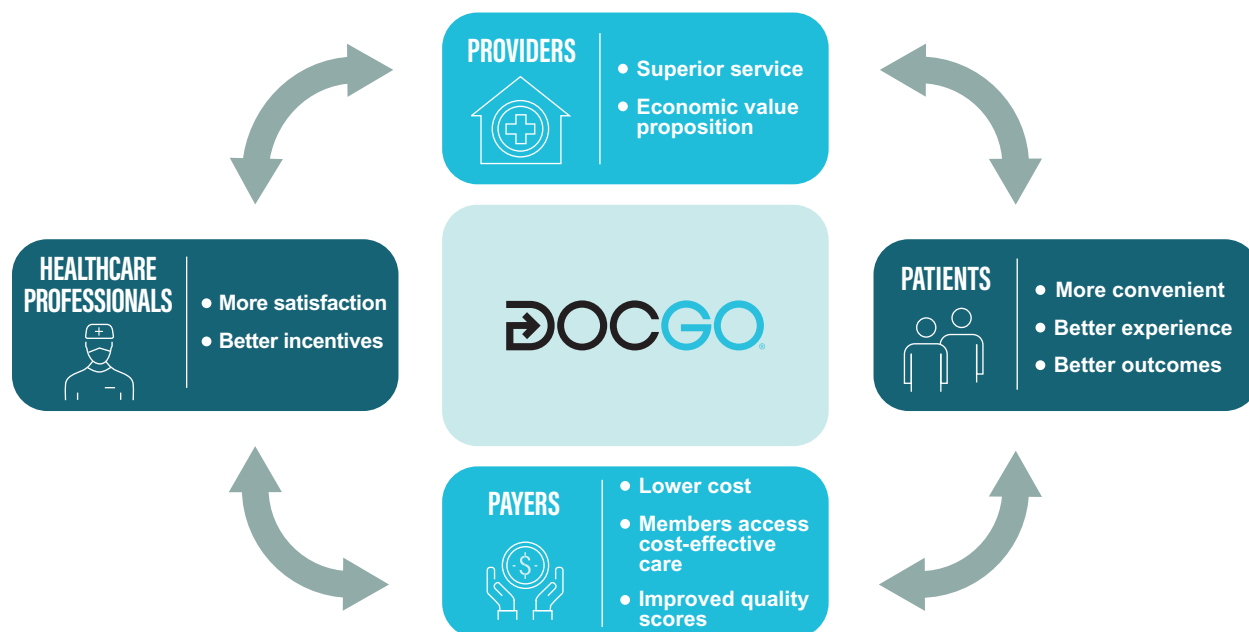 PROVIDERS
● Superior service
● Economic value
proposition
HEALTHCARE
PROFESSIONALS
● More satisfaction
● Better incentives
DOCGO®
PATIENTS
● More convenient
● Better experience
● Better outcomes
PAYERS
$
● Lower cost
● Members access
cost-effective
care
● Improved quality
scores